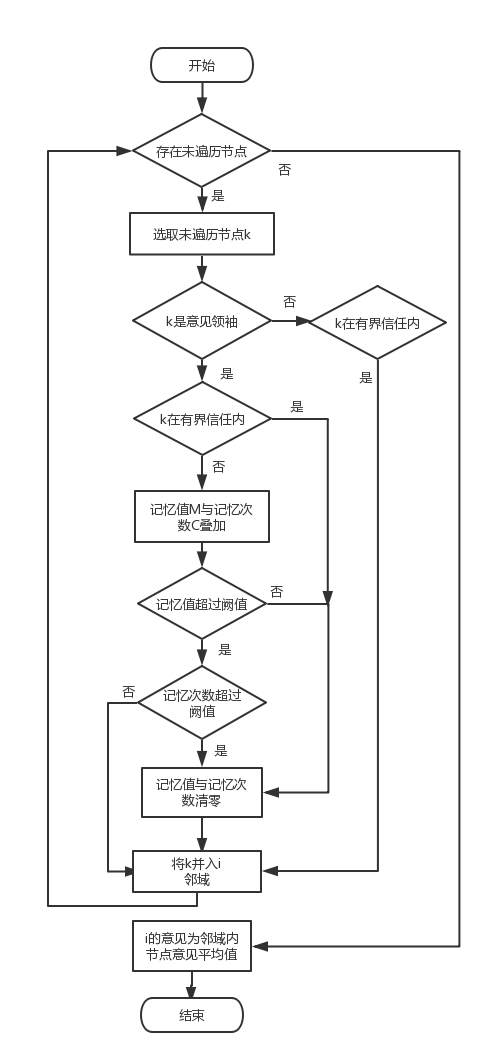 开始
存在未遍历节点
否
是
选取未遍历节点k
k是意见领袖
否
k在有界信任内
是
是
k在有界信任内
是
否
记忆值M与记忆次
数C叠加
记忆值超过阙值
否
是
记忆次数超过
阙值
否
是
记忆值与记忆次
数清零
将k并入i
邻域
i的意见为邻域内
节点意见平均值
结束